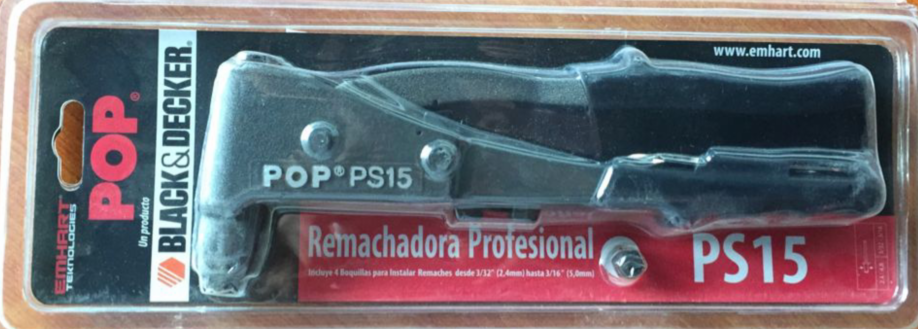 www.emhart.com
EMHART
TEKNOLOGIES
POP®
Un producto
BLACK&DECKER®
POP® PS15
Remachadora Profesional
Incluye 4 Boquillas para Instalar Remaches desde 3/32" (2,4mm) hasta 3/16" (5,0mm)
PS15